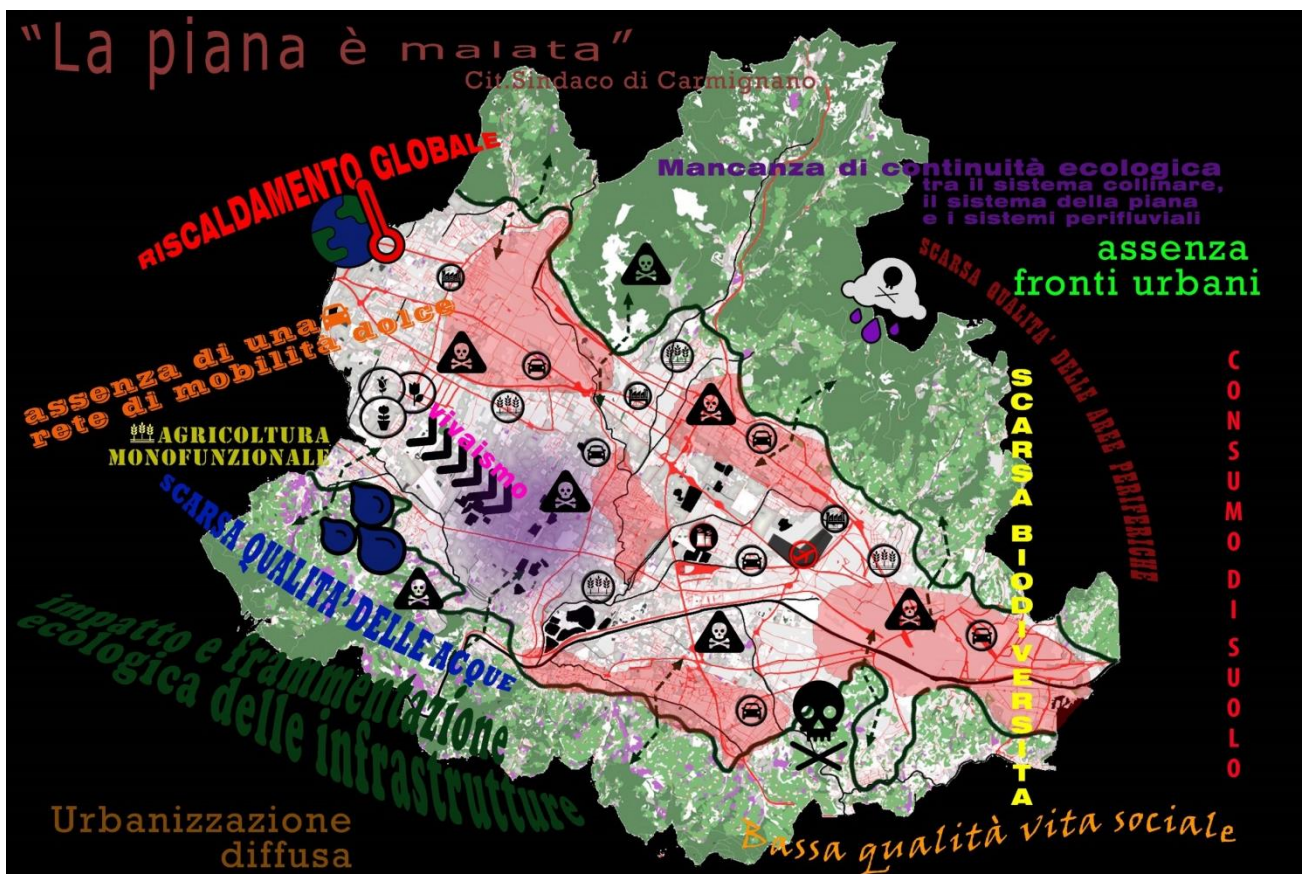 “La piana è malata”
Cit.Sindaco di Carmignano
RISCALDAMENTO GLOBALE
Mancanza di continuità ecologica
tra il sistema collinare,
il sistema della piana
e i sistemi perifluviali
assenza
fronti urbani
SCARSA QUALITA' DELLE AREE PERIFERICHE
assenza di una
rete di mobilità dolce
AGRICOLTURA
MONOFUNZIONALE
vivaismo
SCARSA QUALITA' DELLE ACQUE
SCARSA BIODIVERSITA
CONSUMO DI SUOLO
impatto e frammentazione
ecologica delle infrastrutture
Urbanizzazione
diffusa
Bassa qualità vita sociale